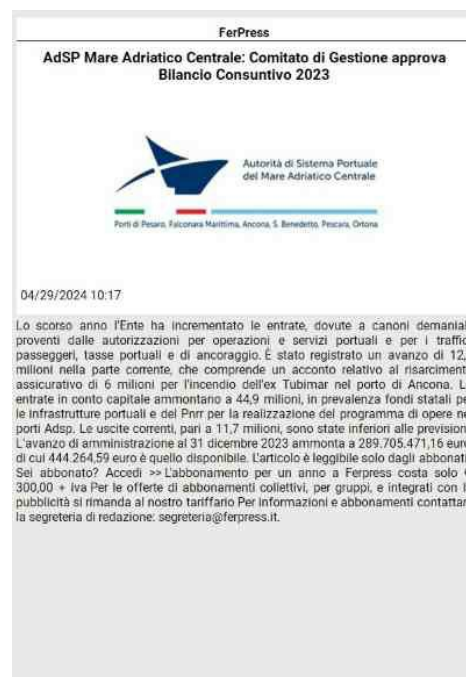 FerPress
AdSP Mare Adriatico Centrale: Comitato di Gestione approva
Bilancio Consuntivo 2023
Autorità di Sistema Portuale
del Mare Adriatico Centrale
Porti di Pesaro, Falconara Marittima, Ancona, S. Benedetto, Pescara, Ortona
04/29/2024 10:17
Lo scorso anno l'Ente ha incrementato le entrate, dovute a canoni demanial
proventi dalle autorizzazioni per operazioni e servizi portuali e per i traffic
passeggeri, tasse portuali e di ancoraggio. È stato registrato un avanzo di 12,
milioni nella parte corrente, che comprende un acconto relativo al risarciment
assicurativo di 6 milioni per l'incendio dell'ex Tubimar nel porto di Ancona. L
entrate in conto capitale ammontano a 44,9 milioni, in prevalenza fondi statali pe
le infrastrutture portuali e del Pnrr per la realizzazione del programma di opere ne
porti Adsp. Le uscite correnti, pari a 11,7 milioni, sono state inferiori alle prevision
L'avanzo di amministrazione al 31 dicembre 2023 ammonta a 289.705.471,16 eur
di cui 444.264,59 euro è quello disponibile. L'articolo è leggibile solo dagli abbonat
Sei abbonato? Accedi >> L'abbonamento per un anno a Ferpress costa solo €
300,00 + iva Per le offerte di abbonamenti collettivi, per gruppi, e integrati con l
pubblicità si rimanda al nostro tariffario Per informazioni e abbonamenti contattar
la segreteria di redazione: segreteria@ferpress.it.